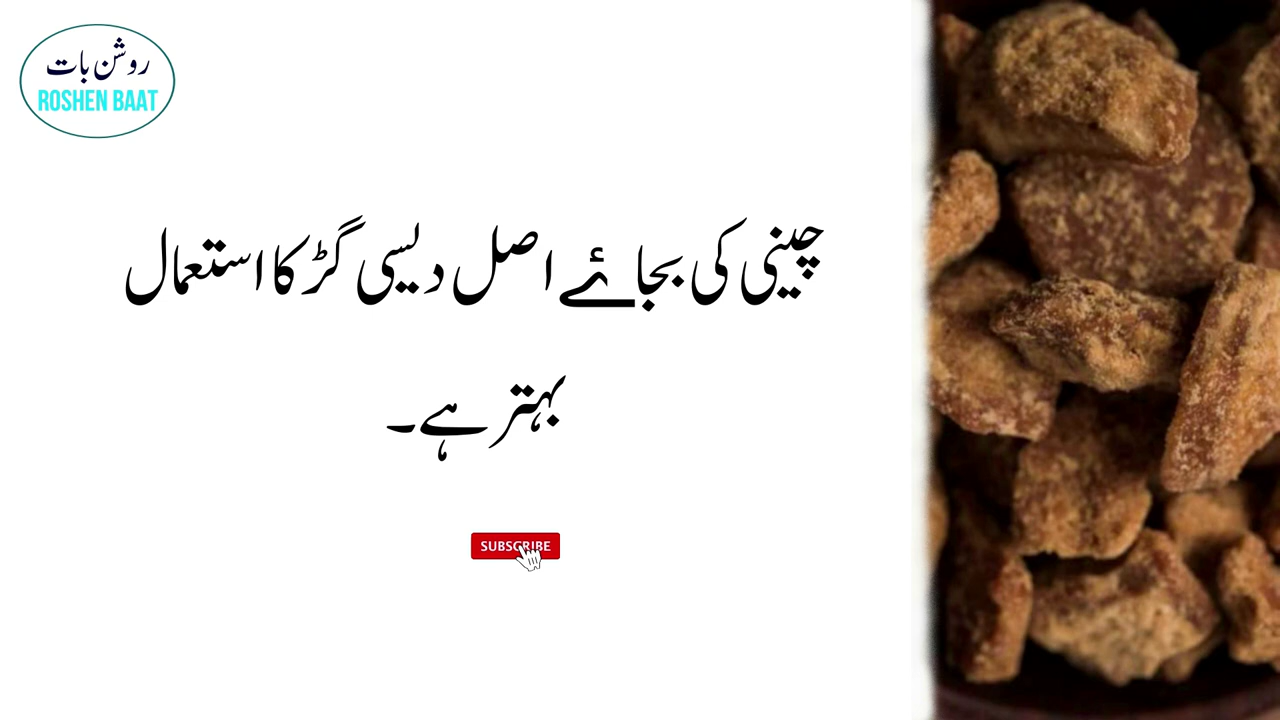 روشن بات
ROSHEN BAAT
چینی کی بجائے اصل دیسی گڑ کا استعمال
بہتر ہے۔
SUBSCRIBE